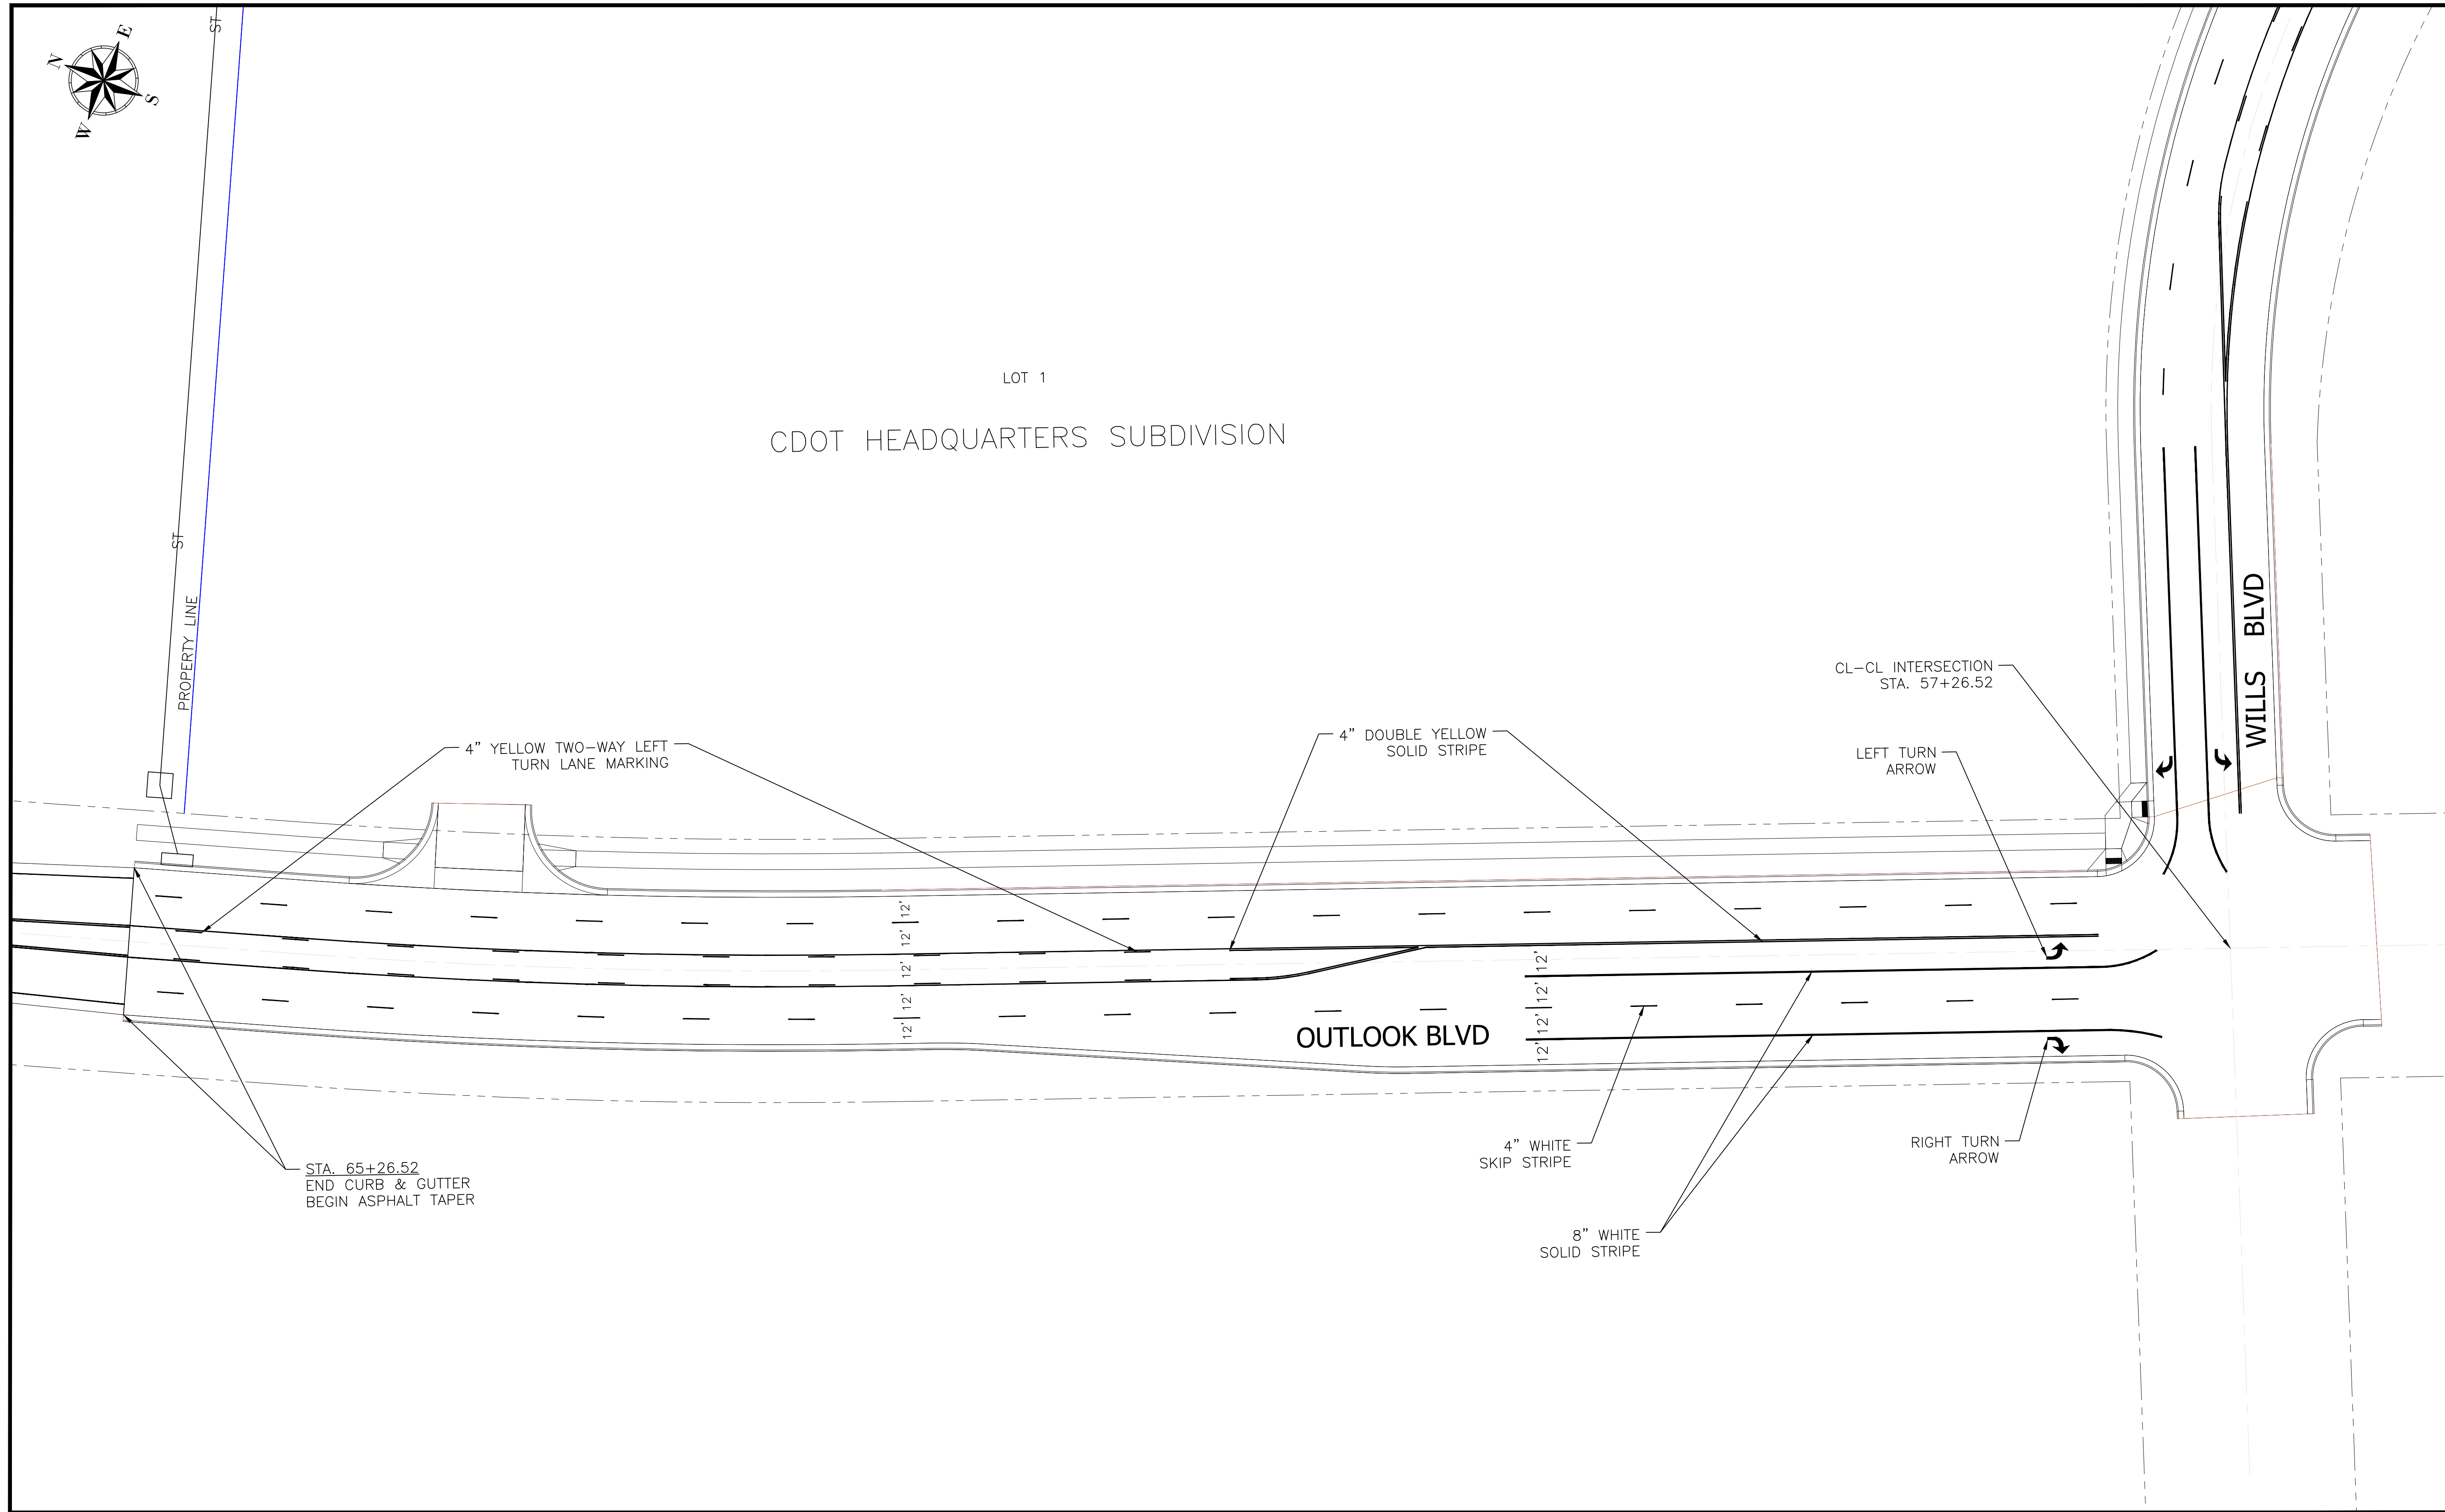 N
E
S
W
ST
LOT 1
CDOT HEADQUARTERS SUBDIVISION
ST
PROPERTY LINE
WILLS BLVD
CL-CL INTERSECTION
STA. 57+26.52
4" YELLOW TWO-WAY LEFT
TURN LANE MARKING
4" DOUBLE YELLOW
SOLID STRIPE
LEFT TURN
ARROW
12' 12' 12' 12' 12'
12' 12' 12' 12'
OUTLOOK BLVD
4" WHITE
SKIP STRIPE
RIGHT TURN
ARROW
STA. 65+26.52
END CURB & GUTTER
BEGIN ASPHALT TAPER
8" WHITE
SOLID STRIPE